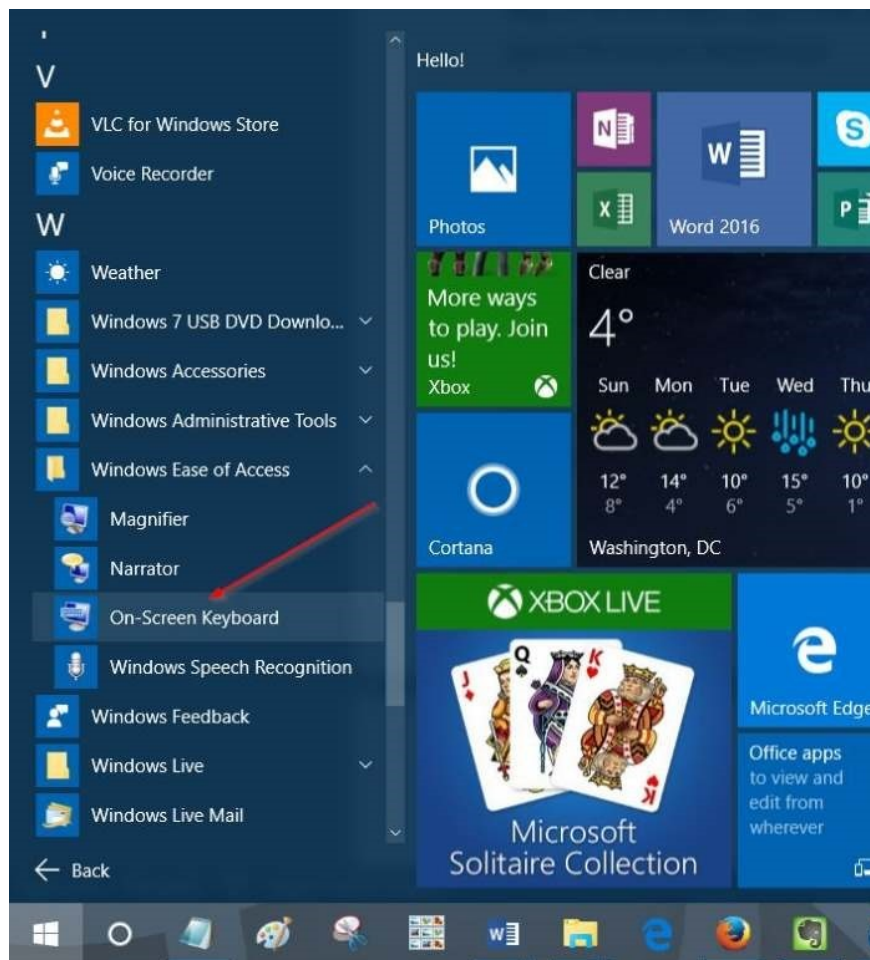 V
VLC for Windows Store
Voice Recorder
W
Weather
Windows 7 USB DVD Downlo...
Windows Accessories
Windows Administrative Tools
Windows Ease of Access
Magnifier
Narrator
On-Screen Keyboard
Windows Speech Recognition
Windows Feedback
Windows Live
Windows Live Mail
Back
Hello!
Photos
N
X
W
Word 2016
S
P
More ways
to play. Join
us!
Xbox
Clear
4°
Sun Mon Tue Wed Thu
12° 14° 10° 15° 10°
8° 4° 6° 5° 1°
Washington, DC
Cortana
XBOX LIVE
J Q K
K
Microsoft
Solitaire Collection
Microsoft Edge
Office apps
to view and
edit from
wherever
W